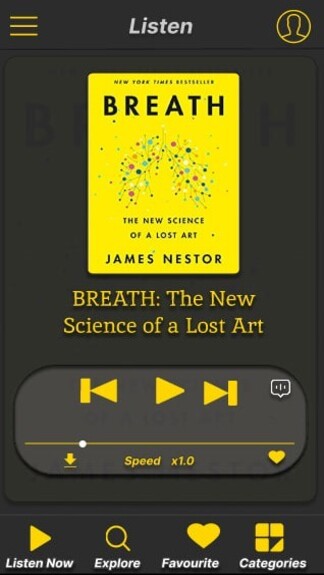 Listen
NEW YORK TIMES BESTSELLER
BREATH
THE NEW SCIENCE
OF A LOST ART
JAMES NESTOR
BREATH: The New
Science of a Lost Art
Speed x1.0
Listen Now Explore Favourite Categories